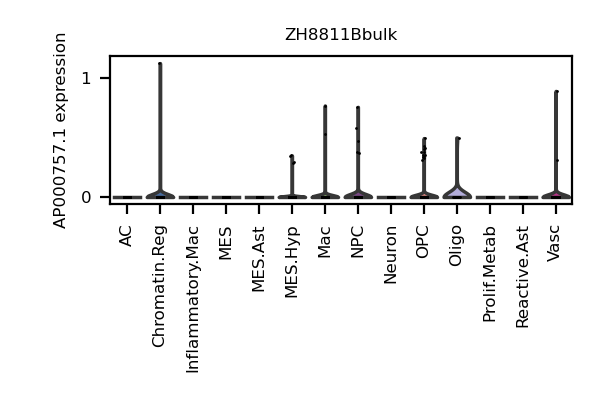 ZH8811Bbulk
AP000757.1 expression
1
0
AC
Chromatin.Reg
Inflammatory.Mac
MES
MES.Ast
MES.Hyp
Mac
NPC
Neuron
OPC
Oligo
Prolif.Metab
Reactive.Ast
Vasc